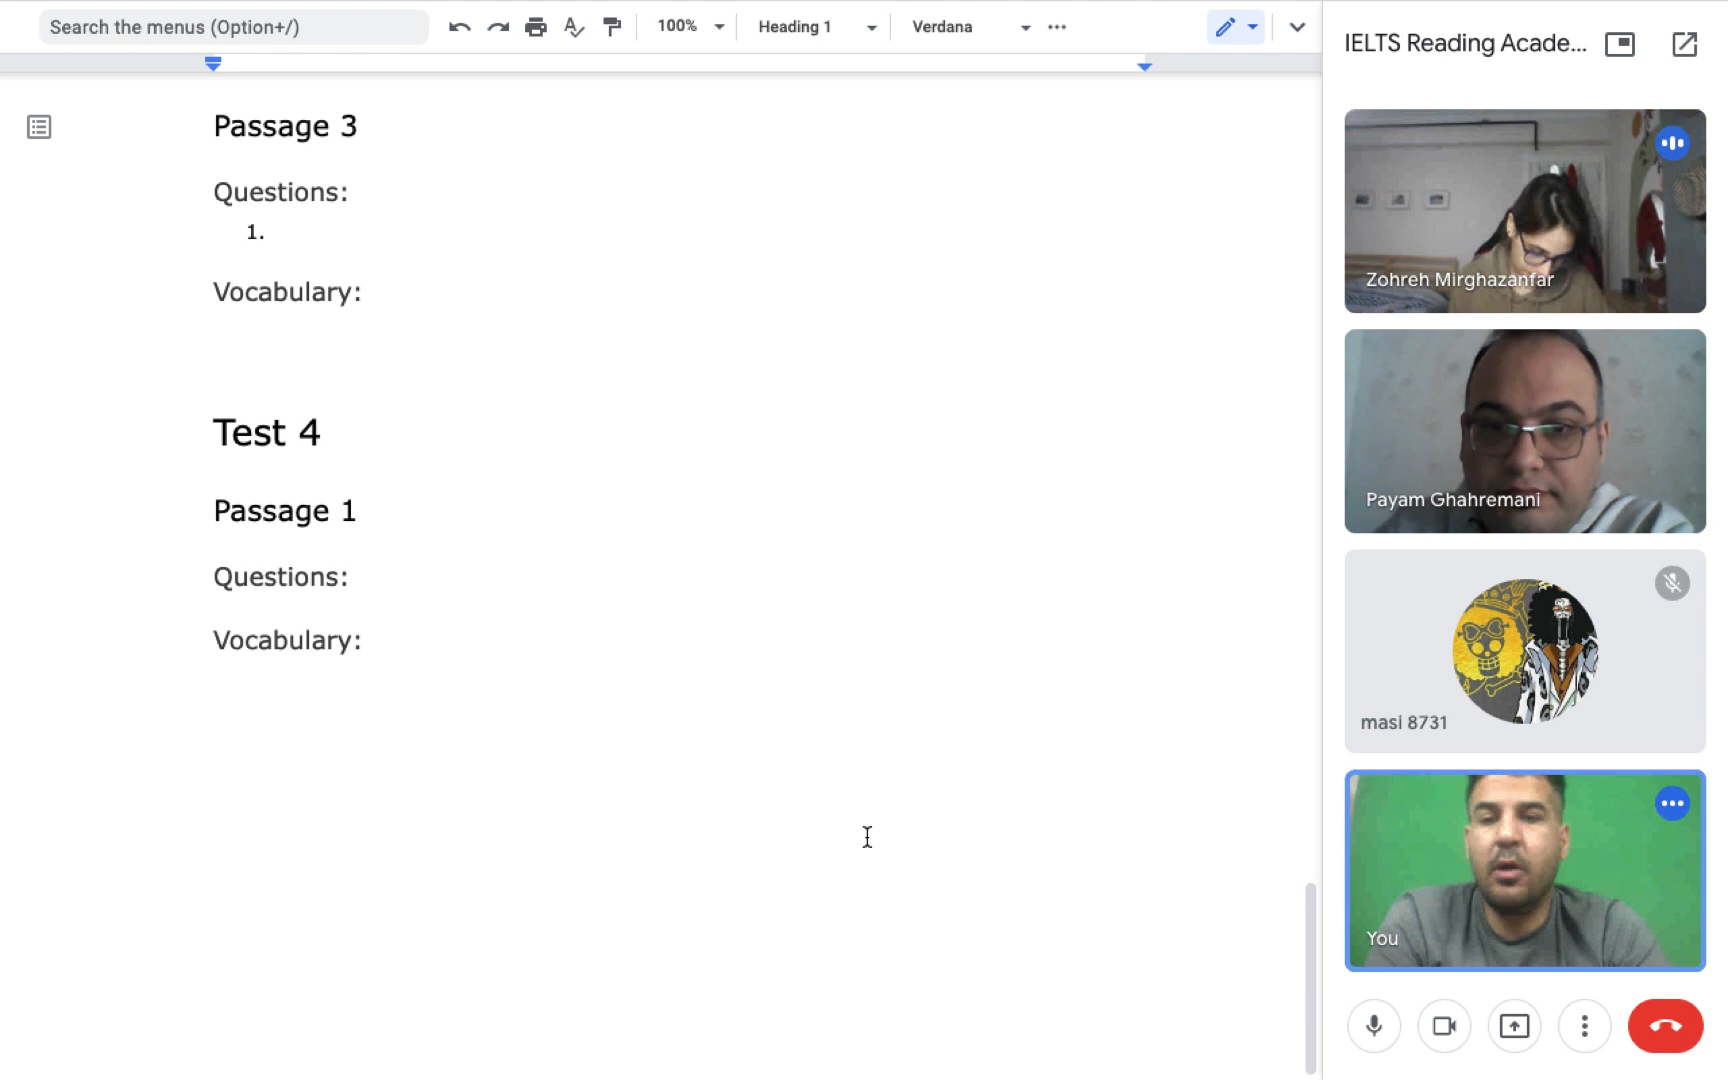 Search the menus (Option+/)
100%
Heading 1
Verdana
IELTS Reading Acade...
Passage 3
Questions:
1.
Vocabulary:
Test 4
Passage 1
Questions:
Vocabulary:
Zohreh Mirghazanfar
Payam Ghahremani
masi 8731
You